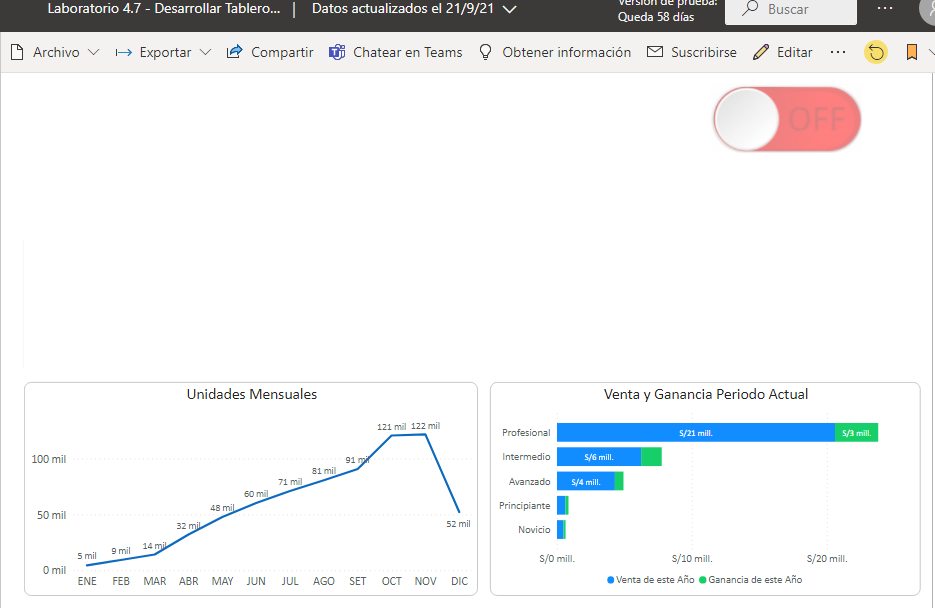 Laboratorio 4.7 - Desarrollar Tablero... | Datos actualizados el 21/9/21
Versión de prueba:
Queda 58 días
Buscar
Archivo Exportar Compartir Chatear en Teams Obtener información Suscribirse Editar
OFF
Unidades Mensuales
121 mil 122 mil
100 mil
91 mil
81 mil
71 mil
60 mil
50 mil
48 mil
32 mil
52 mil
14 mil
9 mil
5 mil
0 mil
ENE FEB MAR ABR MAY JUN JUL AGO SET OCT NOV DIC
Venta y Ganancia Periodo Actual
Profesional S/21 mill. S/3 mill.
Intermedio S/6 mill.
Avanzado S/4 mill.
Principiante
Novicio
S/0 mill. S/10 mill. S/20 mill.
Venta de este Año Ganancia de este Año